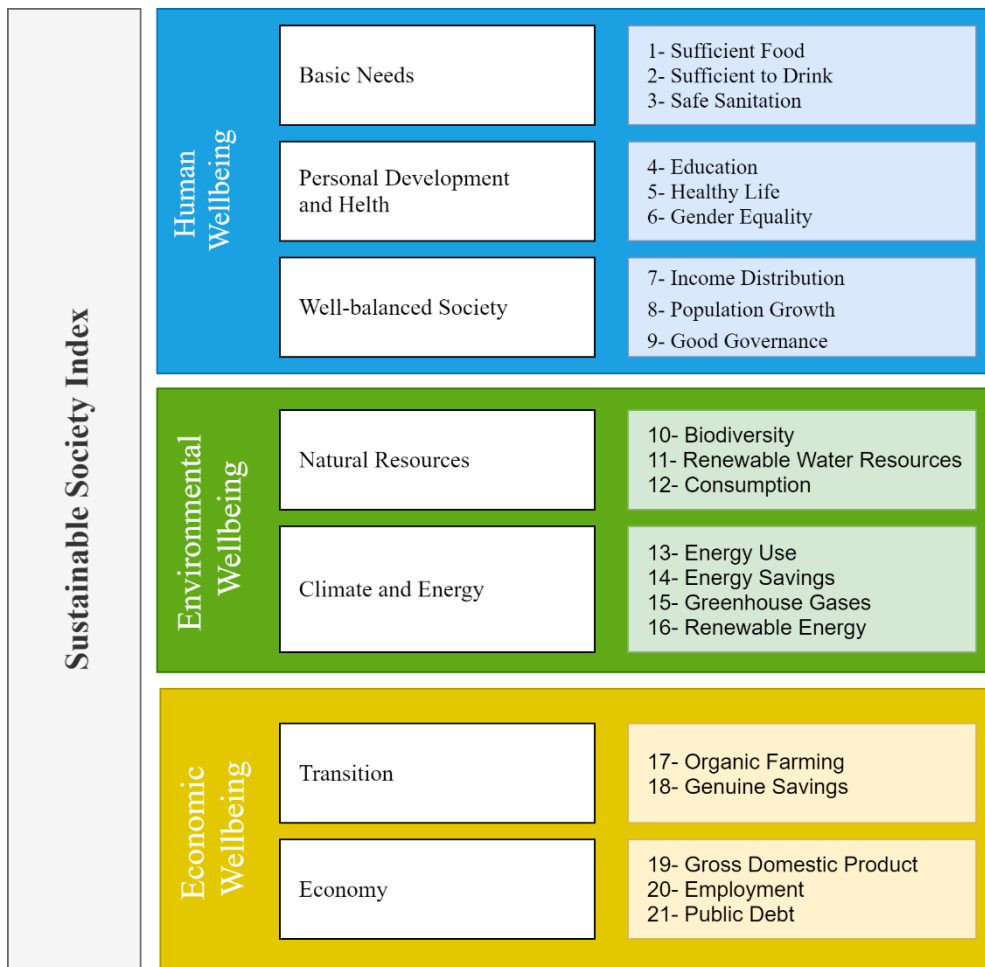 Sustainable Society Index
Human
Wellbeing
Basic Needs
1- Sufficient Food
2- Sufficient to Drink
3- Safe Sanitation
Personal Development
and Helth
4- Education
5- Healthy Life
6- Gender Equality
Well-balanced Society
7- Income Distribution
8- Population Growth
9- Good Governance
Environmental
Wellbeing
Natural Resources
10- Biodiversity
11- Renewable Water Resources
12- Consumption
Climate and Energy
13- Energy Use
14- Energy Savings
15- Greenhouse Gases
16- Renewable Energy
Economic
Wellbeing
Transition
17- Organic Farming
18- Genuine Savings
Economy
19- Gross Domestic Product
20- Employment
21- Public Debt